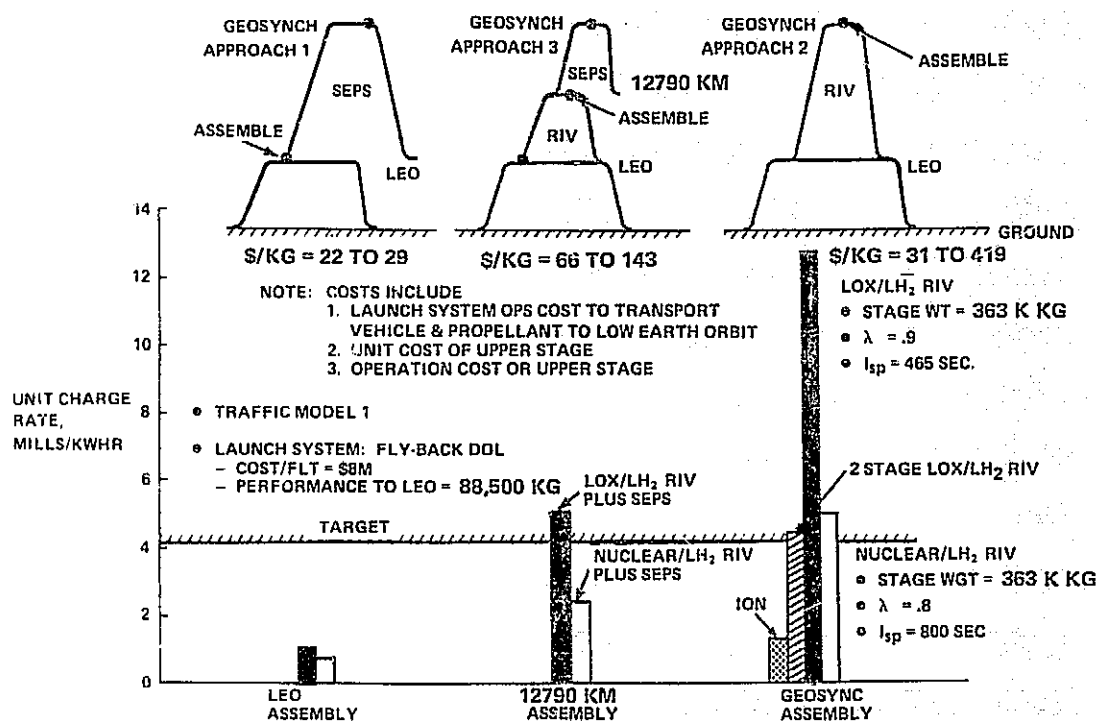 GEOSYNCH
APPROACH 1
SEPS
ASSEMBLE
LEO
$/KG = 22 TO 29
GEOSYNCH
APPROACH 3
SEPS
12790 KM
ASSEMBLE
RIV
LEO
$/KG = 66 TO 143
GEOSYNCH
APPROACH 2
ASSEMBLE
RIV
LEO
GROUND
$/KG = 31 TO 419
NOTE: COSTS INCLUDE
1. LAUNCH SYSTEM OPS COST TO TRANSPORT
VEHICLE & PROPELLANT TO LOW EARTH ORBIT
2. UNIT COST OF UPPER STAGE
3. OPERATION COST OR UPPER STAGE
LOX/LH2 RIV
• STAGE WT = 363 K KG
• λ = .9
• Isp = 465 SEC.
UNIT CHARGE
RATE,
MILLS/KWHR
14
12
10
8
6
4
2
0
• TRAFFIC MODEL 1
• LAUNCH SYSTEM: FLY-BACK DOL
– COST/FLT = $8M
– PERFORMANCE TO LEO = 88,500 KG
TARGET
LOX/LH2 RIV
PLUS SEPS
NUCLEAR/LH2 RIV
PLUS SEPS
2 STAGE LOX/LH2 RIV
ION
NUCLEAR/LH2 RIV
• STAGE WGT = 363 K KG
• λ = .8
• Isp = 800 SEC
LEO
ASSEMBLY
12790 KM
ASSEMBLY
GEOSYNC
ASSEMBLY